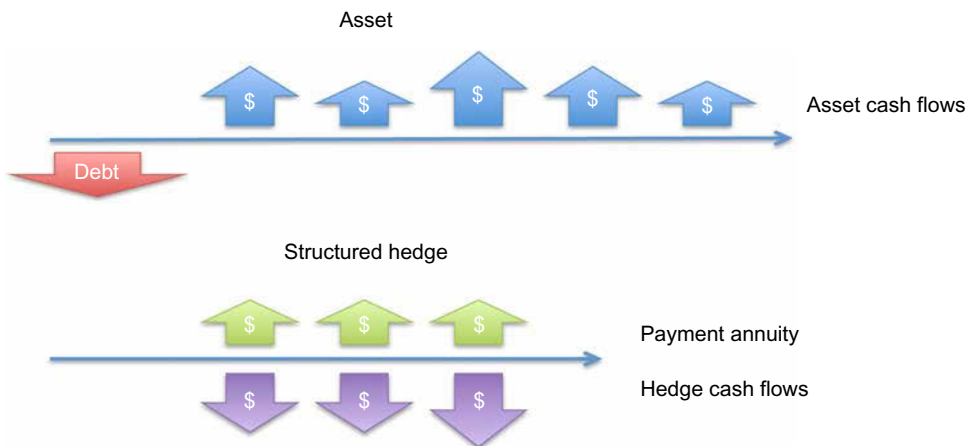 Asset
$ $ $ $ $
Asset cash flows
Debt
Structured hedge
$ $ $
Payment annuity
Hedge cash flows
$ $ $